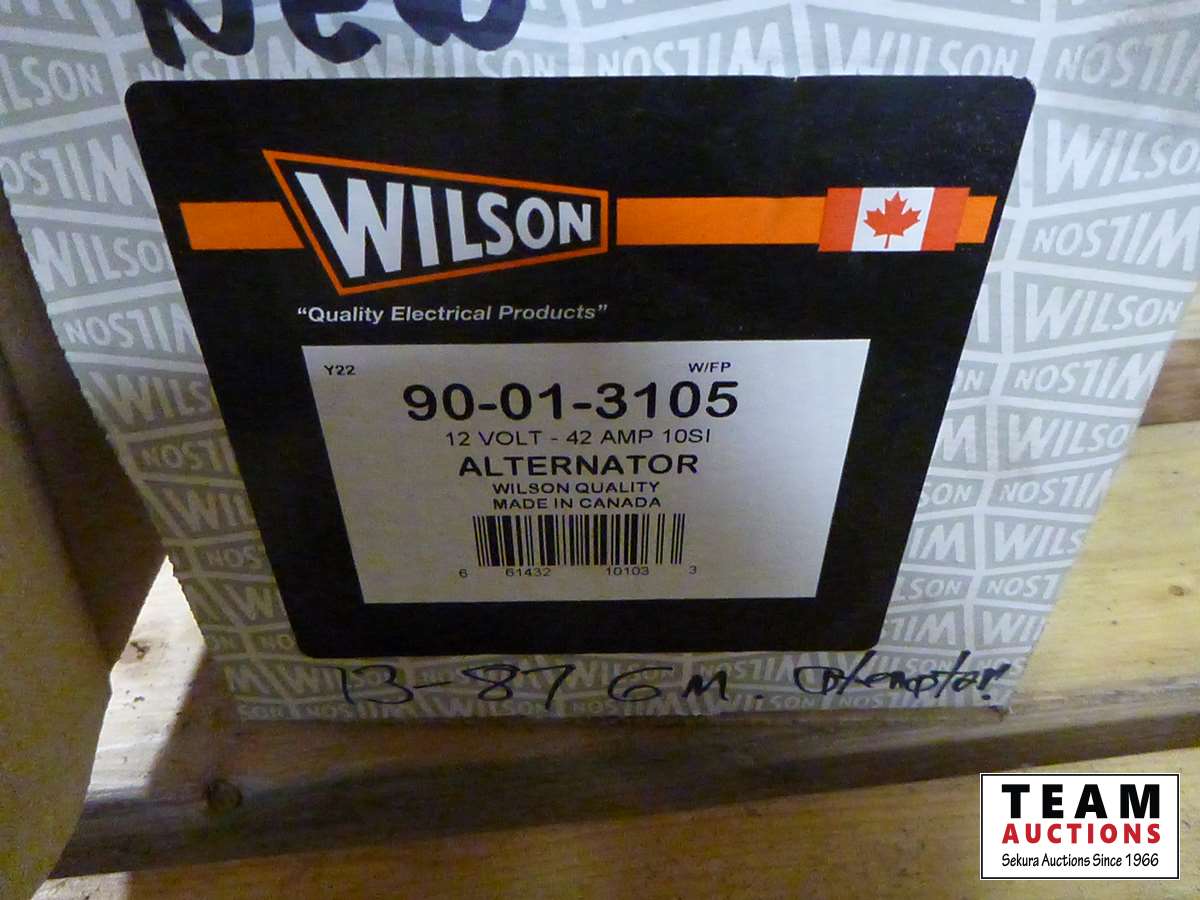 New
WILSON
"Quality Electrical Products"
Y22 W/FP
90-01-3105
12 VOLT - 42 AMP 10SI
ALTERNATOR
WILSON QUALITY
MADE IN CANADA
6 61432 10103 3
73-87 GM.
TEAM
AUCTIONS
Sekura Auctions Since 1966